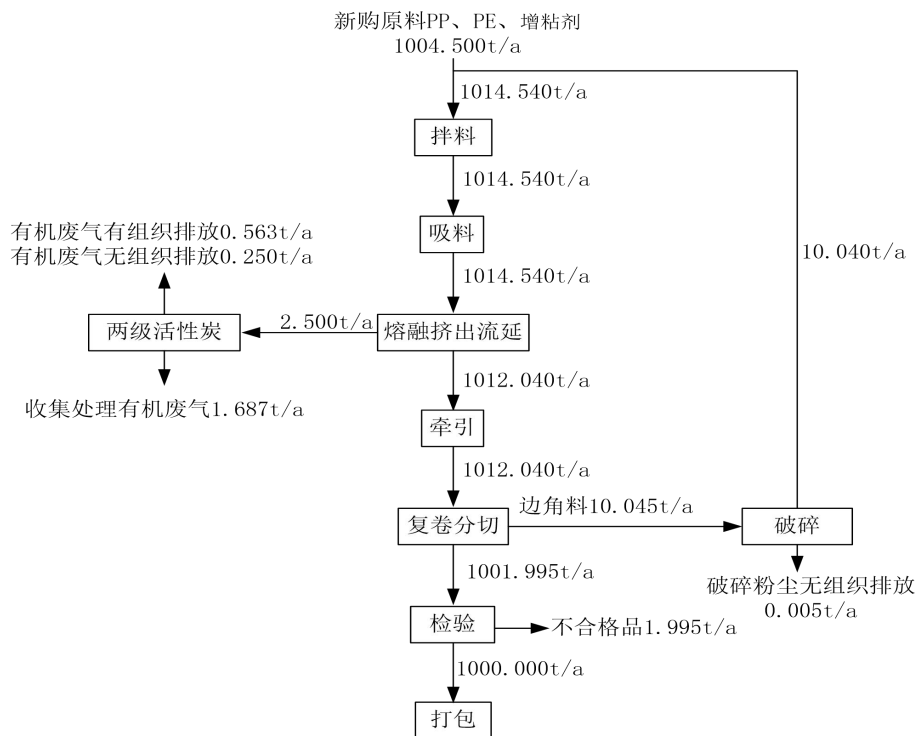 新购原料PP、PE、增粘剂
1004.500t/a
1014.540t/a
拌料
1014.540t/a
有机废气有组织排放0.563t/a
有机废气无组织排放0.250t/a
吸料
10.040t/a
1014.540t/a
两级活性炭
2.500t/a
熔融挤出流延
1012.040t/a
收集处理有机废气1.687t/a
牵引
1012.040t/a
复卷分切
边角料10.045t/a
破碎
1001.995t/a
破碎粉尘无组织排放
0.005t/a
检验
不合格品1.995t/a
1000.000t/a
打包